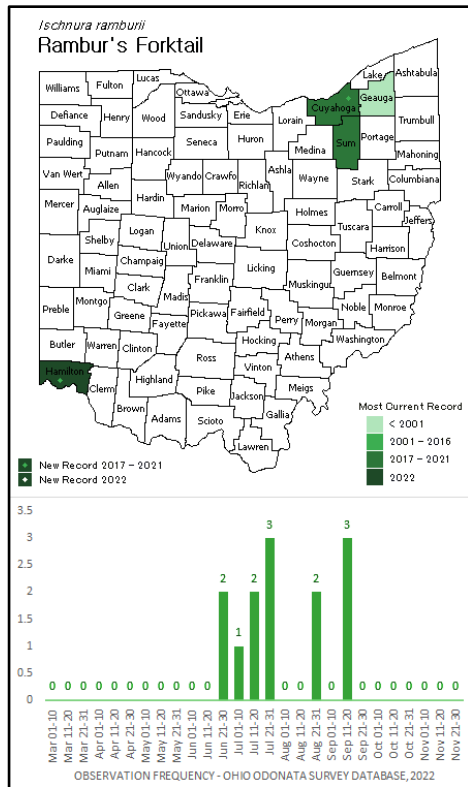 Ischnura ramburii
Rambur's Forktail
Williams
Fulton
Lucas
Ottawa
Lake
Ashtabula
Geauga
Cuyahoga
Defiance
Henry
Wood
Sandusky
Erie
Lorain
Trumbull
Paulding
Putnam
Hancock
Seneca
Huron
Medina
Sum
Portage
Mahoning
Van Wert
Allen
Wyando
Crawfo
Richlan
Ashla
Wayne
Stark
Columbiana
Mercer
Auglaize
Hardin
Marion
Morro
Holmes
Carroll
Jeffers
Shelby
Logan
Union
Delaware
Knox
Coshocton
Tuscara
Harrison
Darke
Miami
Champaig
Licking
Muskingu
Guernsey
Belmont
Clark
Madis
Franklin
Preble
Montgo
Greene
Fayette
Pickawa
Fairfield
Perry
Morgan
Noble
Monroe
Butler
Warren
Clinton
Ross
Hocking
Athens
Washington
Hamilton
Clerm
Highland
Vinton
Meigs
Brown
Adams
Pike
Scioto
Jackson
Gallia
Lawren
Most Current Record
< 2001
2001 – 2016
2017 – 2021
2022
New Record 2017 – 2021
New Record 2022
3.5
3
2.5
2
1.5
1
0.5
0
0 0 0 0 0 0 0 0 0 0 0 2 1 2 3 0 0 2 0 3 0 0 0 0 0 0 0
Mar 01-10
Mar 11-20
Mar 21-31
Apr 01-10
Apr 11-20
Apr 21-30
May 01-10
May 11-20
May 21-31
Jun 01-10
Jun 11-20
Jun 21-30
Jul 01-10
Jul 11-20
Jul 21-31
Aug 01-10
Aug 11-20
Aug 21-31
Sep 01-10
Sep 11-20
Sep 21-30
Oct 01-10
Oct 11-20
Oct 21-31
Nov 01-10
Nov 11-20
Nov 21-30
OBSERVATION FREQUENCY - OHIO ODONATA SURVEY DATABASE, 2022